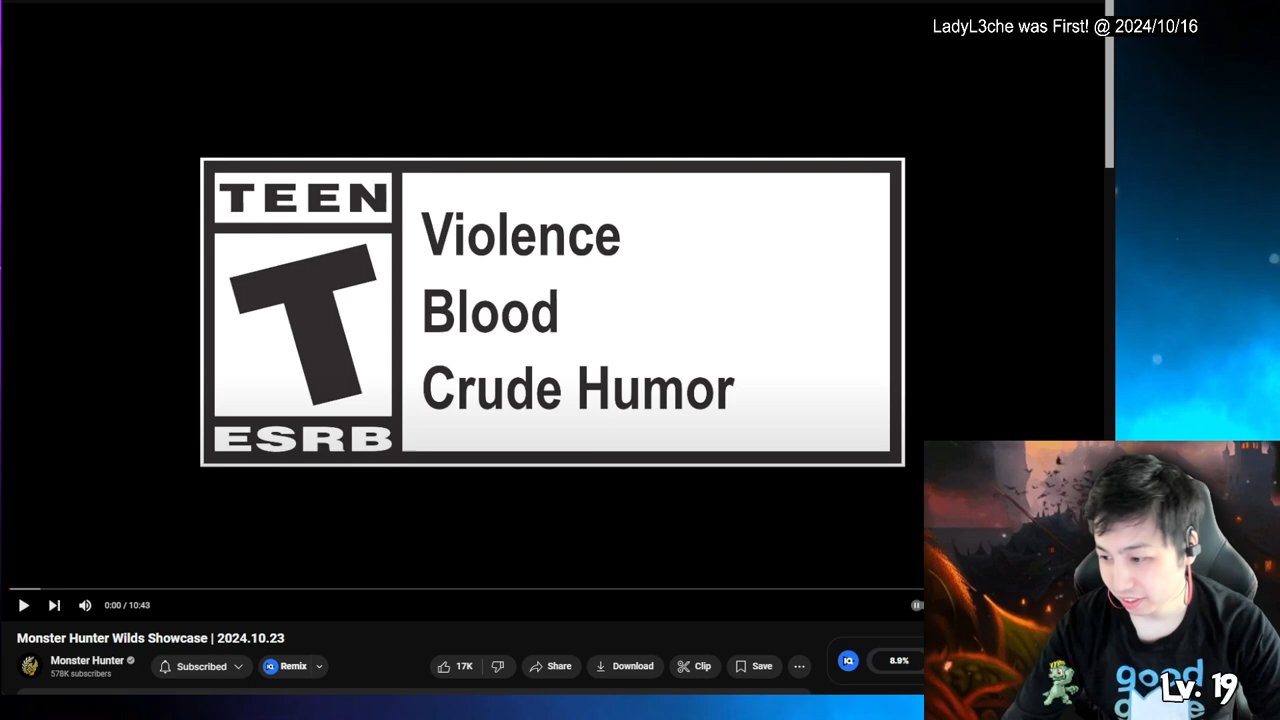 LadyL3che was First! @ 2024/10/16
TEEN
T
ESRB
Violence
Blood
Crude Humor
0:00 / 10:43
Monster Hunter Wilds Showcase | 2024.10.23
Monster Hunter
578K subscribers
Subscribed
IQ
Remix
17K
Share
Download
Clip
Save
IQ
8.9%
good
Lv. 19